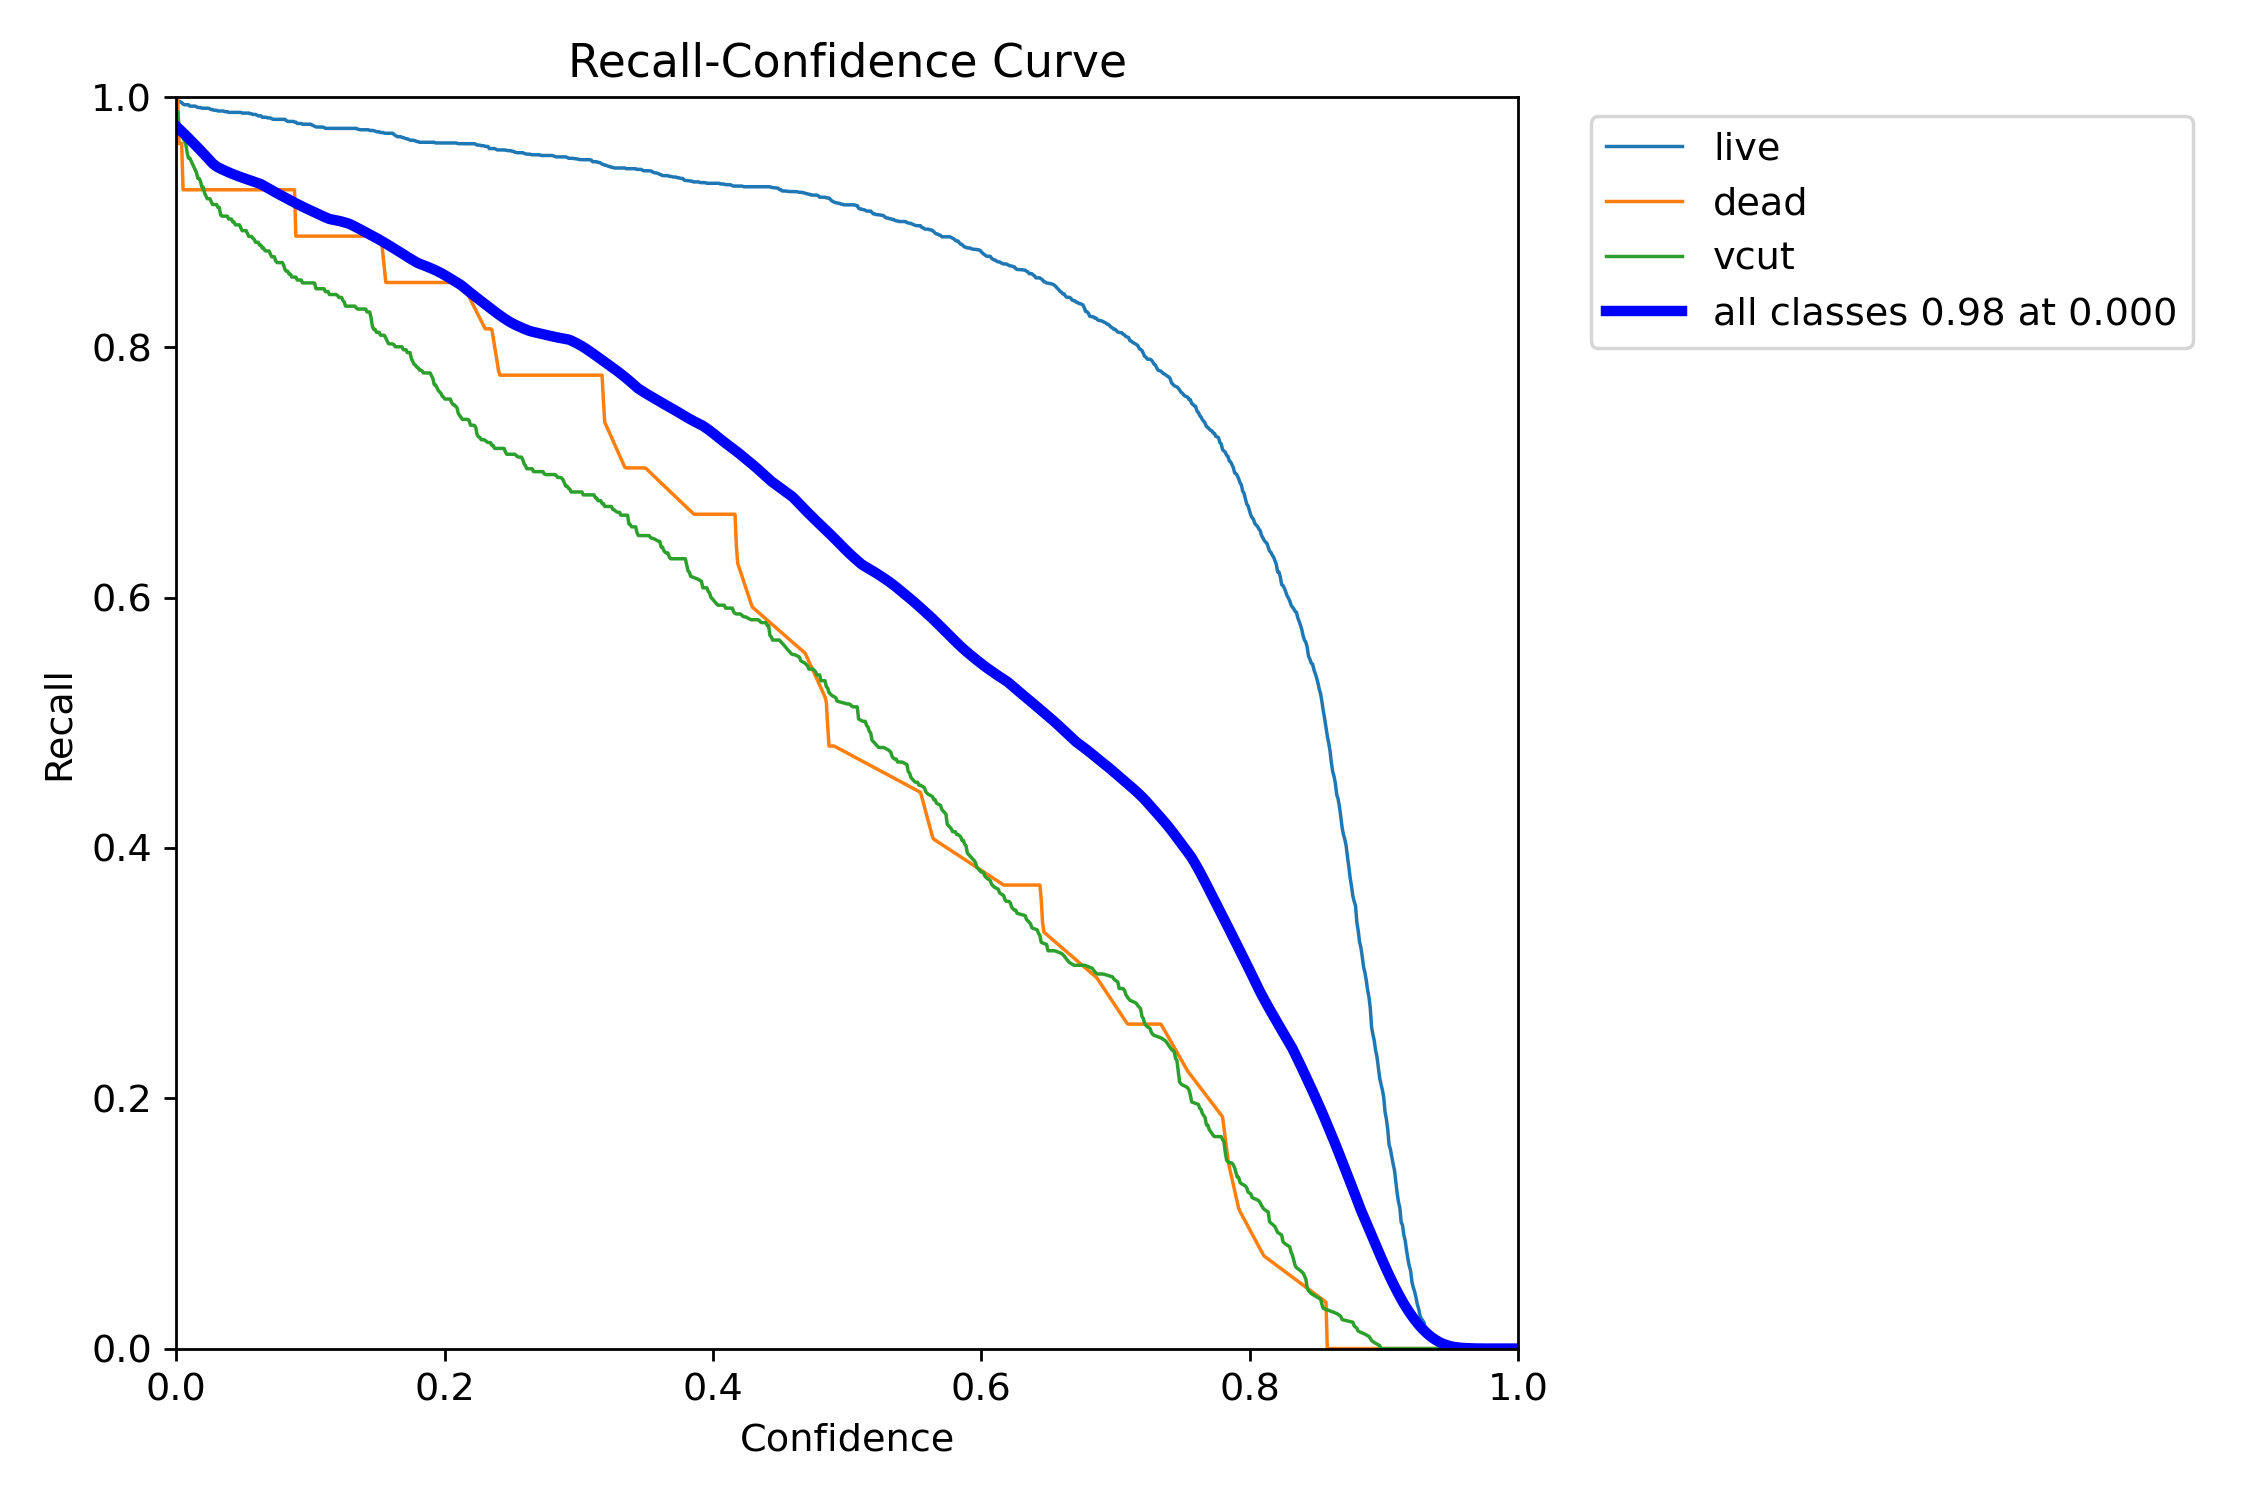 Recall-Confidence Curve
1.0
0.8
0.6
0.4
0.2
0.0
Recall
0.0 0.2 0.4 0.6 0.8 1.0
Confidence
live
dead
vcut
all classes 0.98 at 0.000